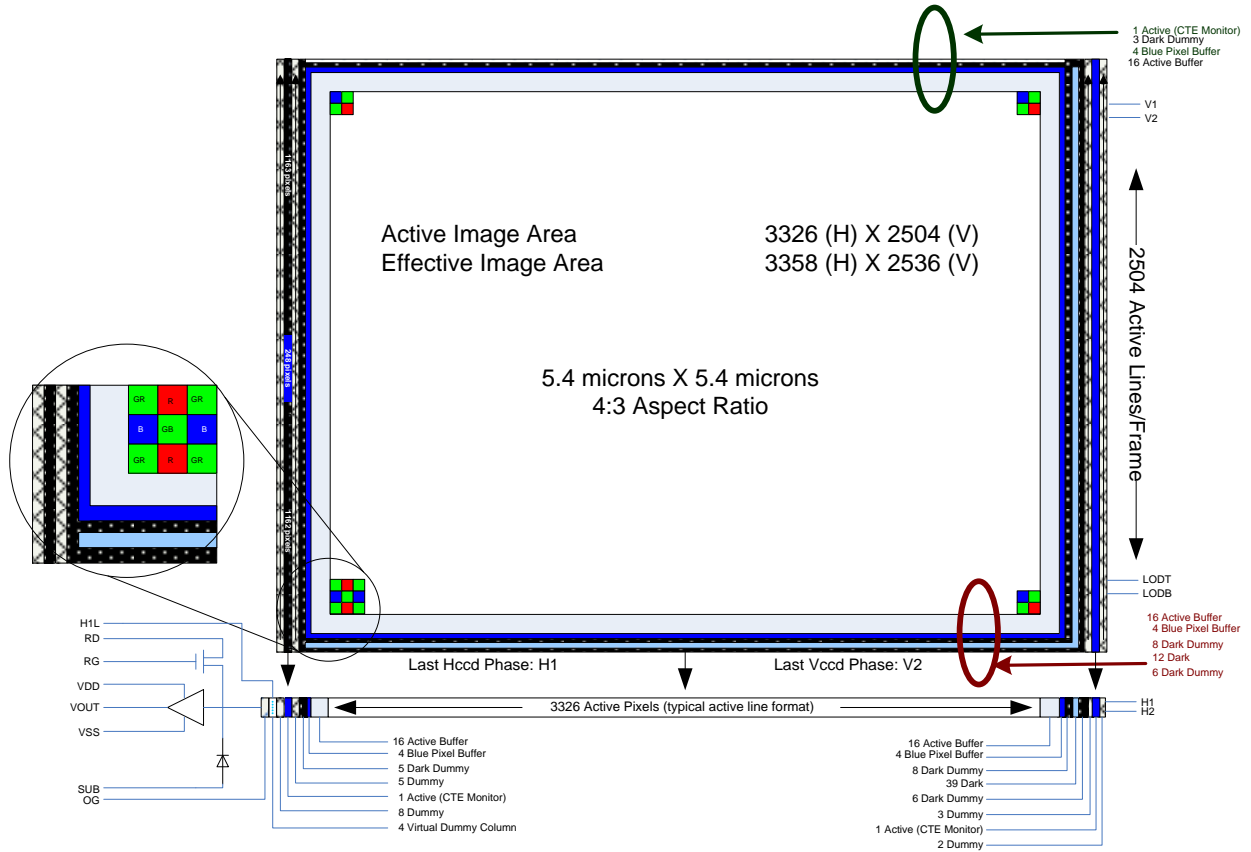 1 Active (CTE Monitor)
3 Dark Dummy
4 Blue Pixel Buffer
16 Active Buffer
V1
V2
1163 pixels
248 pixels
1162 pixels
Active Image Area 3326 (H) X 2504 (V)
Effective Image Area 3358 (H) X 2536 (V)
5.4 microns X 5.4 microns
4:3 Aspect Ratio
2504 Active Lines/Frame
GR R GR
B GB B
GR R GR
LODT
LODB
16 Active Buffer
4 Blue Pixel Buffer
8 Dark Dummy
12 Dark
6 Dark Dummy
H1L
RD
RG
VDD
VOUT
VSS
SUB
OG
Last Hccd Phase: H1
Last Vccd Phase: V2
3326 Active Pixels (typical active line format)
H1
H2
16 Active Buffer
4 Blue Pixel Buffer
5 Dark Dummy
5 Dummy
1 Active (CTE Monitor)
8 Dummy
4 Virtual Dummy Column
16 Active Buffer
4 Blue Pixel Buffer
8 Dark Dummy
39 Dark
6 Dark Dummy
3 Dummy
1 Active (CTE Monitor)
2 Dummy